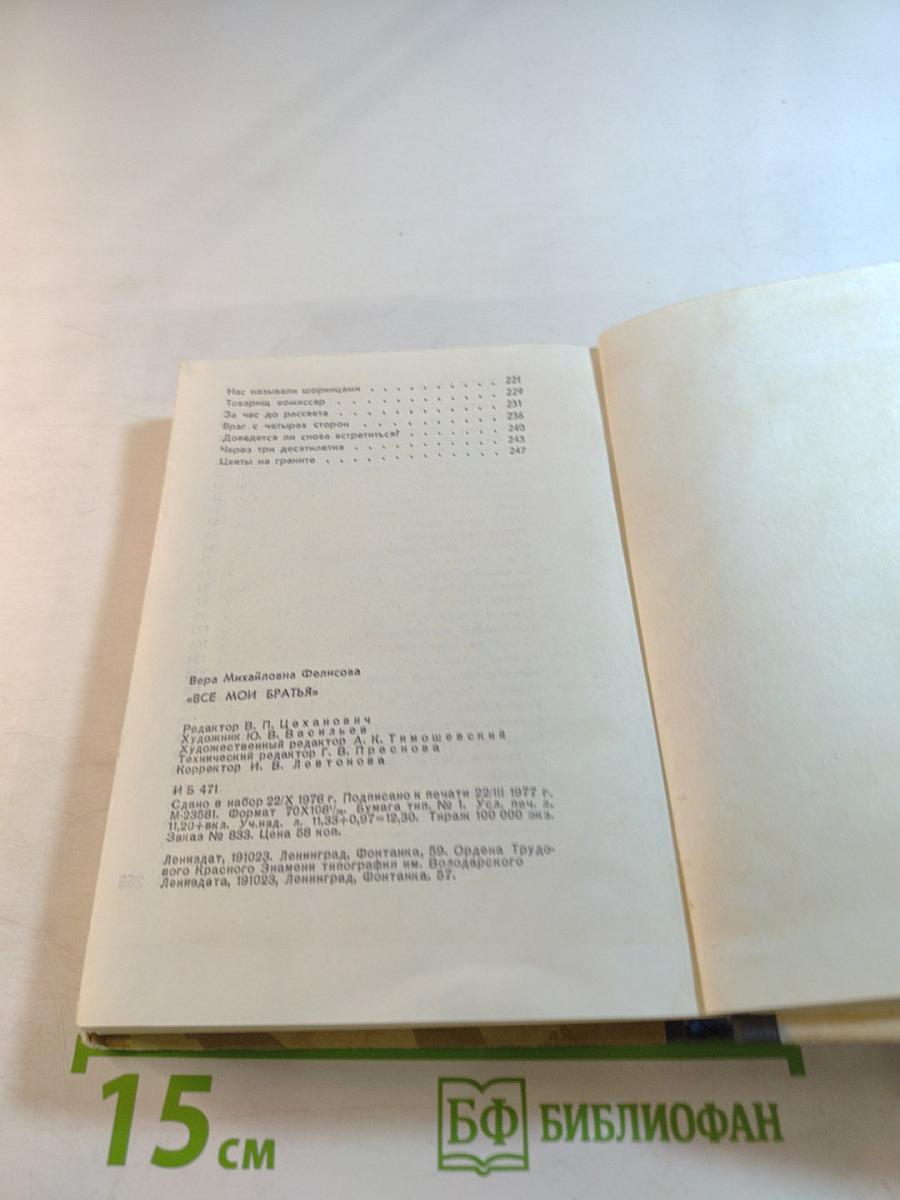 Нас называли шоринцами . . . . . . . . . . 221
Товарищ комиссар . . . . . . . . . . . . 229
За час до рассвета . . . . . . . . . . . . 231
Враг с четырех сторон . . . . . . . . . . . 236
Доведется ли снова встретиться? . . . . . . . . 240
Через три десятилетия . . . . . . . . . . . 243
Цветы на граните . . . . . . . . . . . . 247
Вера Михайловна Фелисова
«ВСЕ МОИ БРАТЬЯ»
Редактор В. П. Цеханович
Художник Ю. В. Васильев
Художественный редактор А. К. Тимошевский
Технический редактор Г. В. Преснова
Корректор И. В. Левтонова
И Б 471
Сдано в набор 22/X 1976 г. Подписано к печати 22/III 1977 г.
М-23581. Формат 70Х108¹/₃₂. Бумага тип. № 1. Усл. печ. л.
11,20+вкл. Уч.изд. л. 11,33+0,97=12,30. Тираж 100 000 экз.
Заказ № 833. Цена 58 коп.
Лениздат, 191023. Ленинград, Фонтанка, 59. Ордена Трудо-
вого Красного Знамени типография им. Володарского
Лениздата, 191023, Ленинград, Фонтанка, 57.
15 см
БФ БИБЛИОФАН